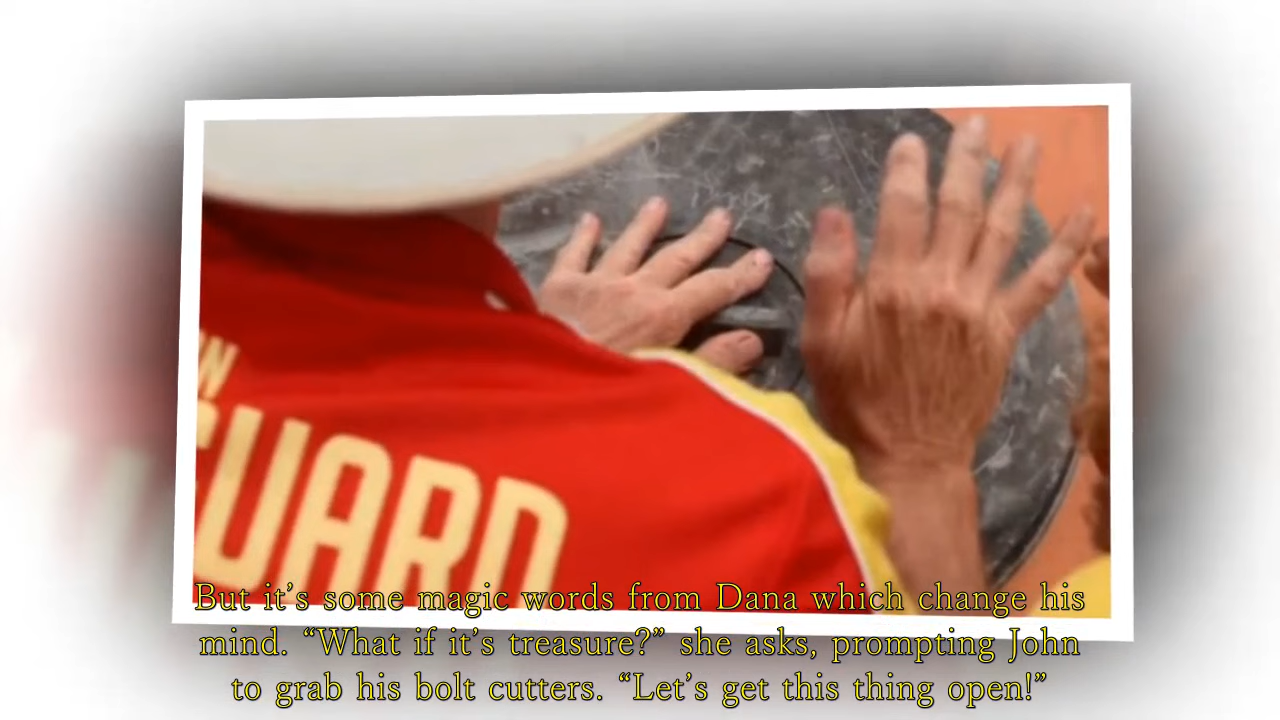 N
GUARD
But it’s some magic words from Dana which change his
mind. “What if it’s treasure?” she asks, prompting John
to grab his bolt cutters. “Let’s get this thing open!”